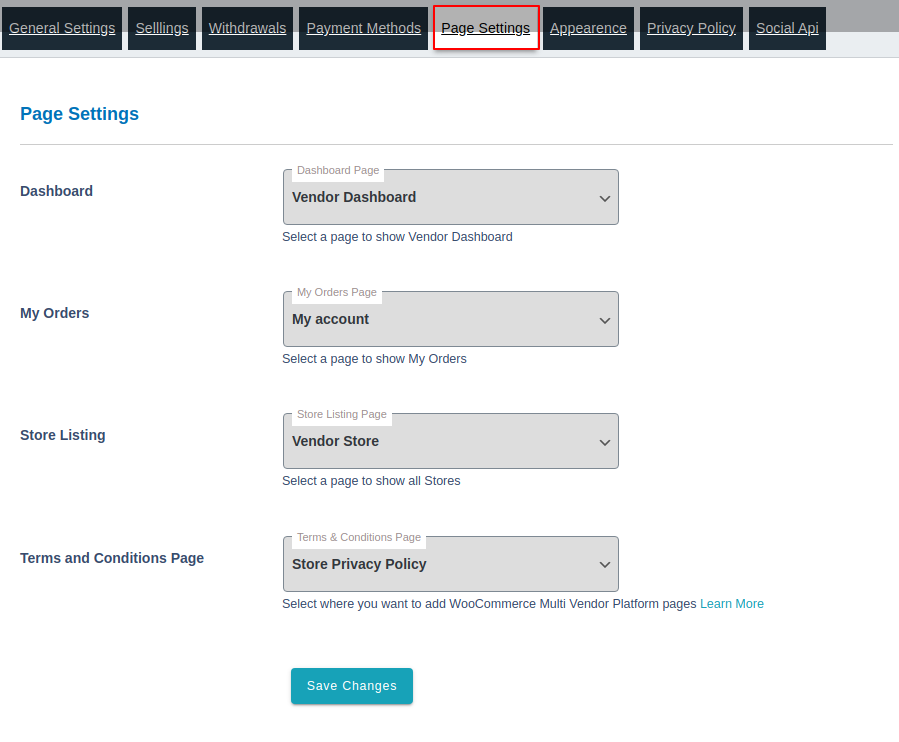 General Settings Selllings Withdrawals Payment Methods Page Settings Appearence Privacy Policy Social Api
Page Settings
Dashboard Page
Dashboard
Vendor Dashboard
Select a page to show Vendor Dashboard
My Orders Page
My Orders
My account
Select a page to show My Orders
Store Listing Page
Store Listing
Vendor Store
Select a page to show all Stores
Terms & Conditions Page
Terms and Conditions Page
Store Privacy Policy
Select where you want to add WooCommerce Multi Vendor Platform pages Learn More
Save Changes